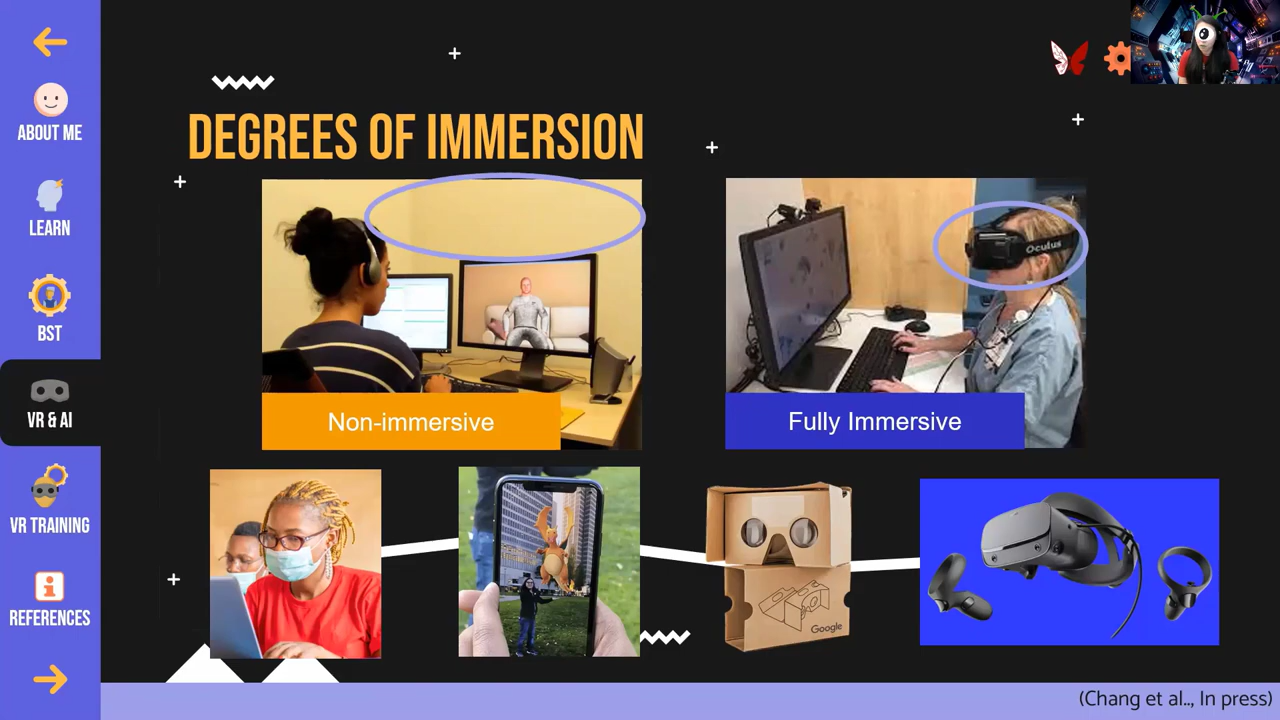 ABOUT ME
LEARN
BST
VR & AI
VR TRAINING
REFERENCES
DEGREES OF IMMERSION
Non-immersive
Oculus
Fully Immersive
Google
(Chang et al.., In press)